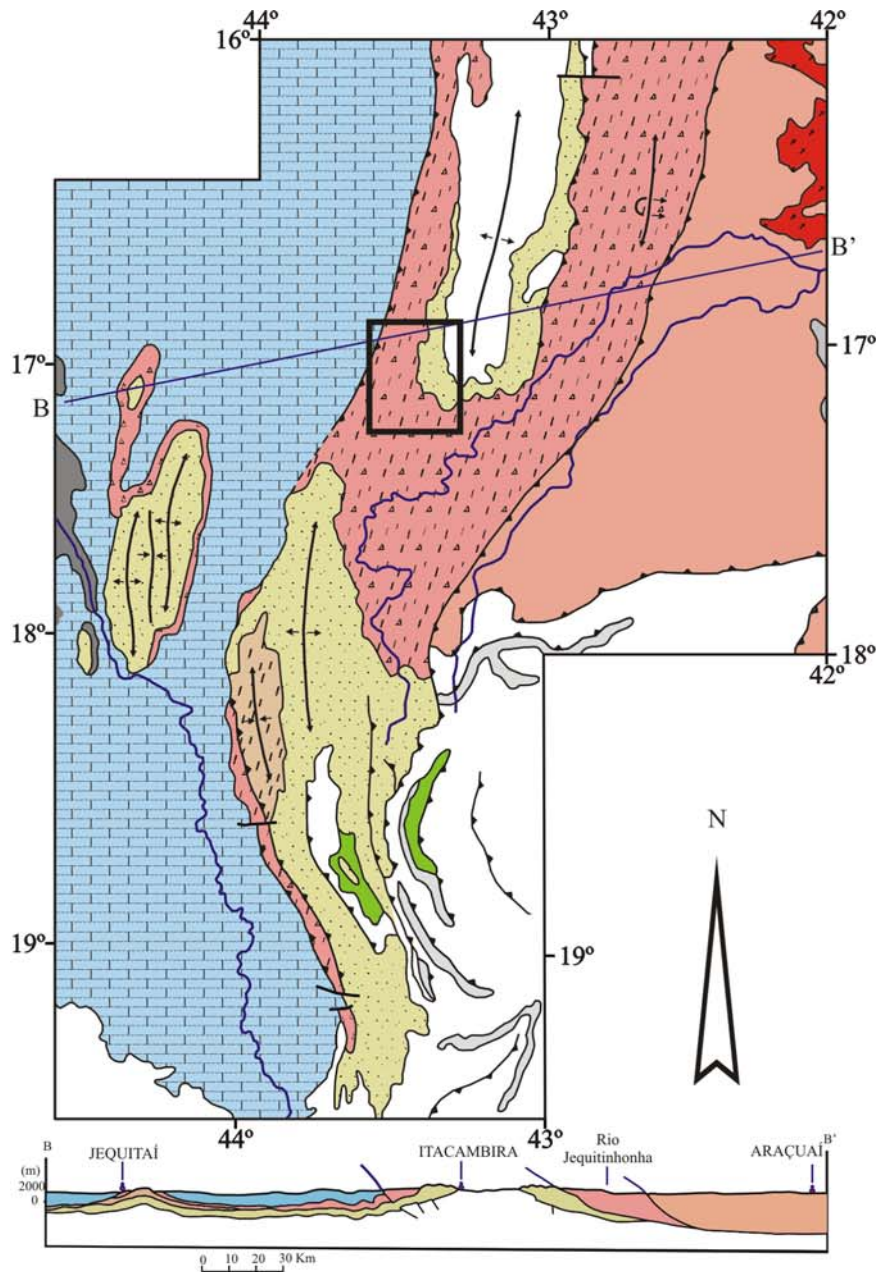 44º 43º 42º
16º
B'
17º 17º
B
18º 18º
42º
N
19º 19º
44º 43º
B JEQUITAÍ ITACAMBIRA Rio Jequitinhonha ARAÇUAÍ B'
(m)
2000
0
0 10 20 30 Km